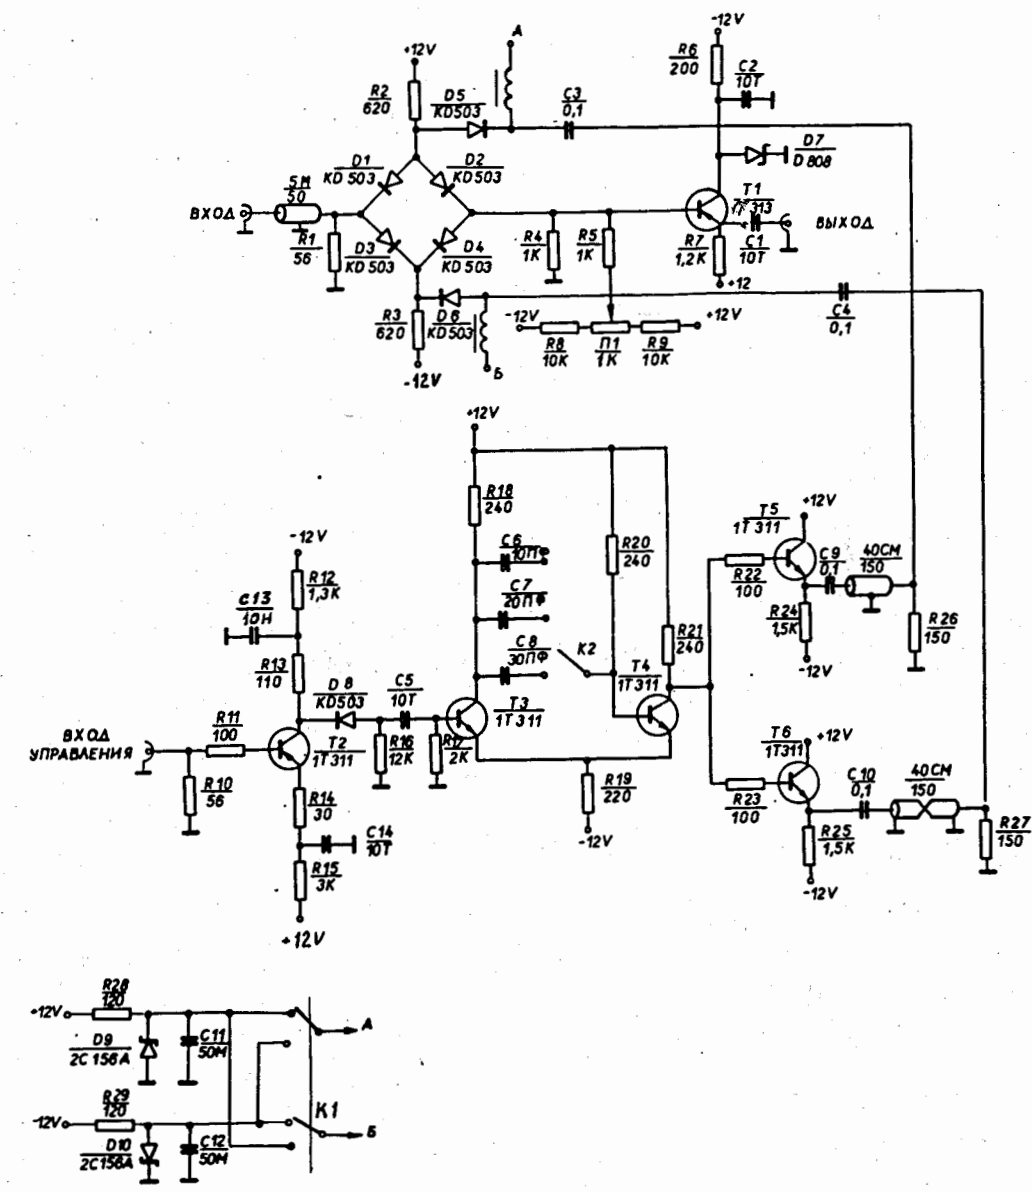 A
+12V
R2
620
D5
KD503
C3
0,1
-12V
R6
200
C2
10T
D7
D808
D1
KD503
D2
KD503
ВХОД
5М
50
R1
56
D3
KD503
D4
KD503
R4
1K
R5
1K
T1
C1
10T
ВЫХОД
R7
1,2K
+12
R3
620
D6
KD503
-12V
Б
-12V
R8
10K
П1
1K
R9
10K
+12V
C4
0,1
+12V
R18
240
C6
10П
C7
20ПФ
C8
30ПФ
K2
R20
240
R21
240
T3
1T311
T4
1T311
R19
220
-12V
-12V
R12
1,3K
C13
10H
R13
110
D8
KD503
C5
10T
R16
12K
R17
2K
ВХОД
УПРАВЛЕНИЯ
R11
100
R10
56
T2
1T311
R14
30
C14
10T
R15
3K
+12V
T5
1T311
+12V
R22
100
C9
0,1
40СМ
150
R24
1,5K
-12V
R26
150
T6
1T311
+12V
R23
100
C10
0,1
40СМ
150
R25
1,5K
-12V
R27
150
+12V
R28
120
D9
2C156A
C11
50M
A
-12V
R29
120
D10
2C156A
C12
50M
K1
Б